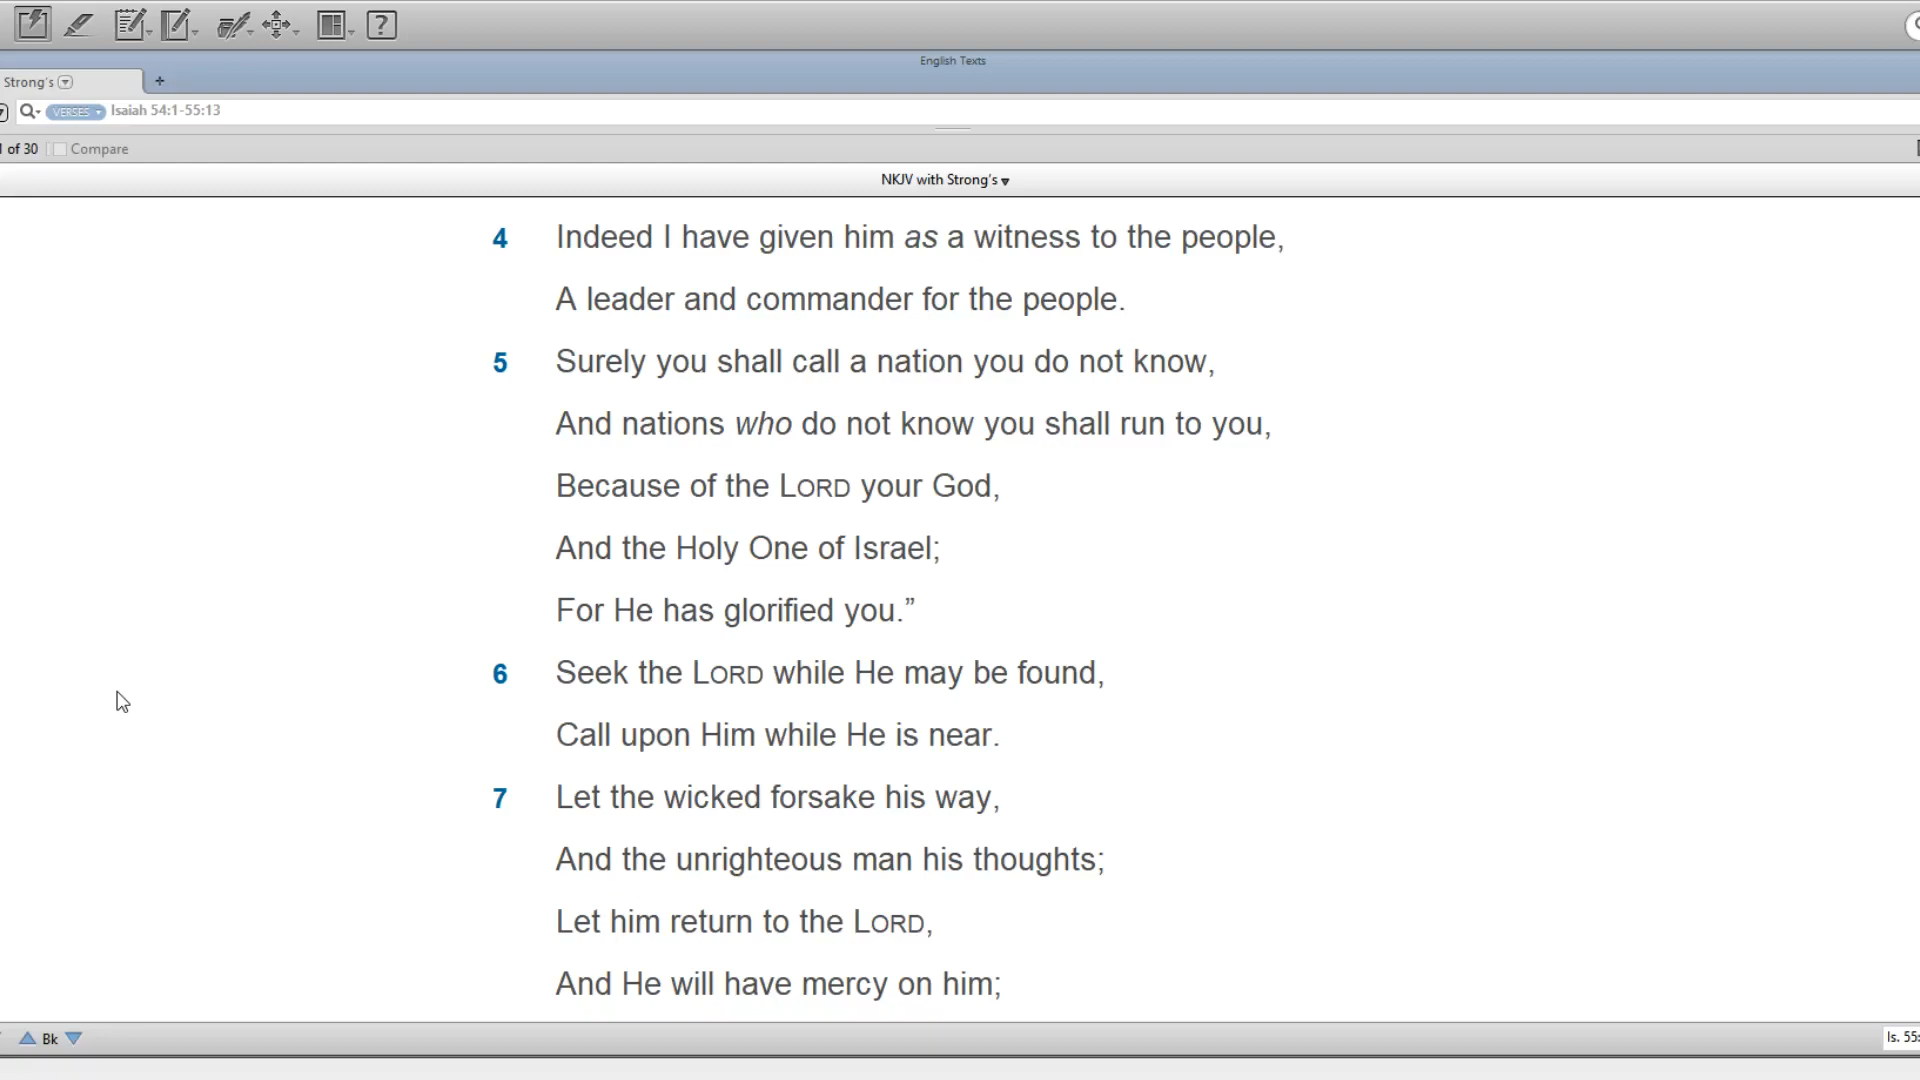 English Texts
Strong's
VERSES Isaiah 54:1-55:13
of 30 Compare
NKJV with Strong's
4 Indeed I have given him as a witness to the people,
A leader and commander for the people.
5 Surely you shall call a nation you do not know,
And nations who do not know you shall run to you,
Because of the LORD your God,
And the Holy One of Israel;
For He has glorified you.”
6 Seek the LORD while He may be found,
Call upon Him while He is near.
7 Let the wicked forsake his way,
And the unrighteous man his thoughts;
Let him return to the LORD,
And He will have mercy on him;
Bk
Is. 55: